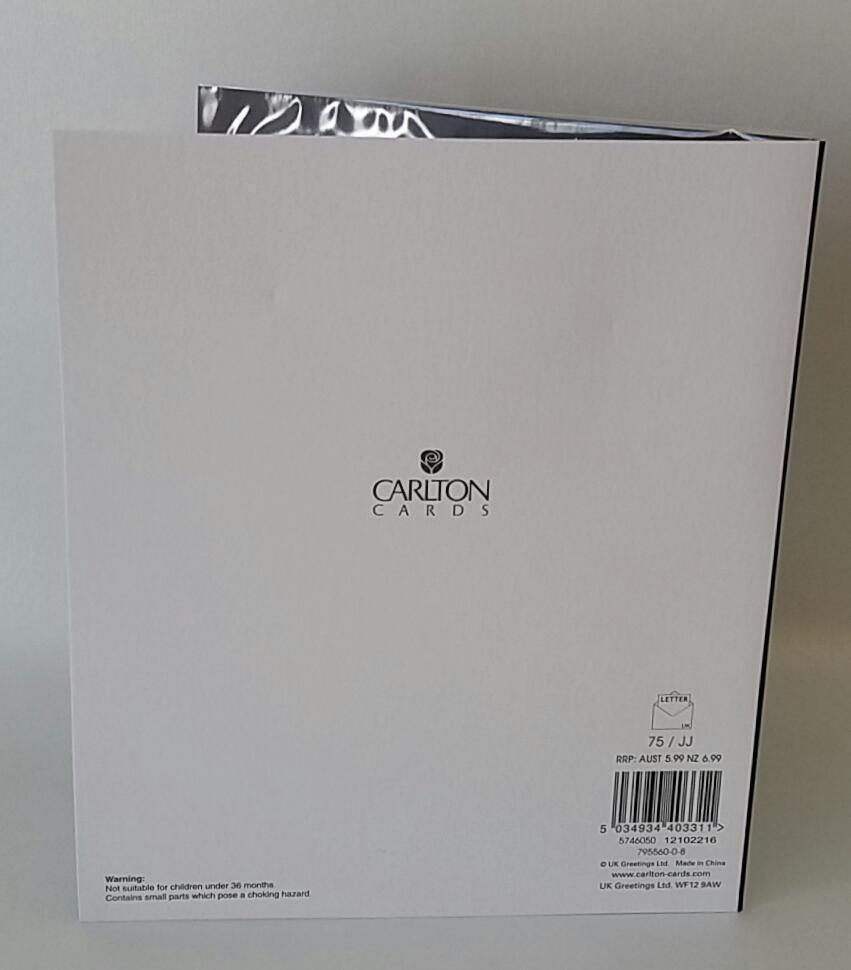 CARLTON
CARDS
LETTER
UK
75 / JJ
RRP: AUST 5.99 NZ 6.99
5 034934 403311 >
5746050 12102216
795560-0-8
© UK Greetings Ltd. Made in China
www.carlton-cards.com
UK Greetings Ltd. WF12 9AW
Warning:
Not suitable for children under 36 months.
Contains small parts which pose a choking hazard.